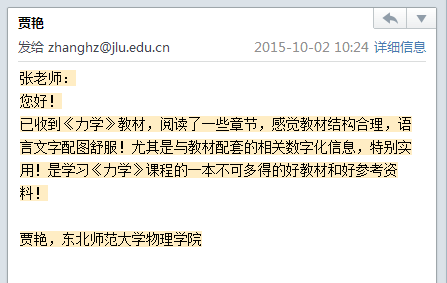 贾艳
发给 zhanghz@jlu.edu.cn 2015-10-02 10:24 详细信息
张老师：
您好！
已收到《力学》教材，阅读了一些章节，感觉教材结构合理，语
言文字配图舒服！尤其是与教材配套的相关数字化信息，特别实
用！是学习《力学》课程的一本不可多得的好教材和好参考资
料！
贾艳，东北师范大学物理学院